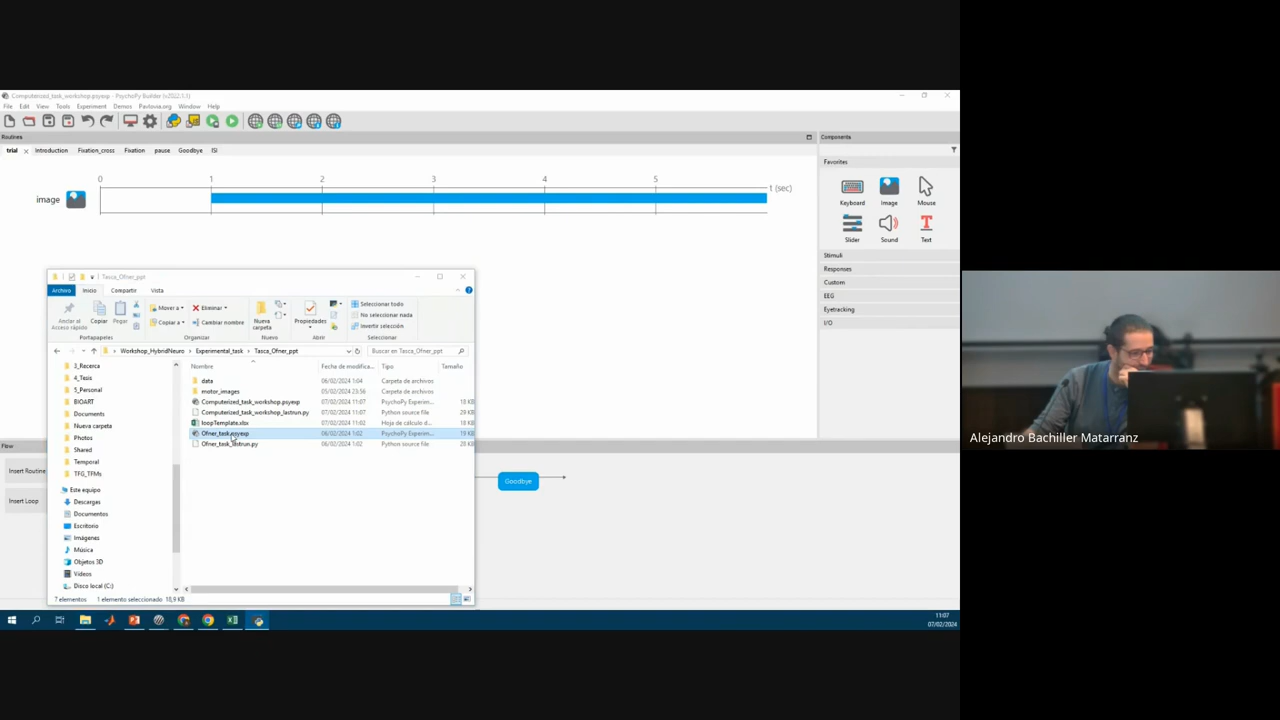 Computerized_task_workshop.psyexp - PsychoPy Builder (v2022.1.1)
File Edit View Tools Experiment Demos Pavlovia.org Window Help
Routines
Components
trial Introduction Fixation_cross Fixation pause Goodbye ISI
0 1 2 3 4 5 t (sec)
image
Favorites
Keyboard Image Mouse
Slider Sound Text
Stimuli
Responses
Custom
EEG
Eyetracking
I/O
Tasca_Ofner_ppt
Archivo Inicio Compartir Vista
Anclar al Acceso rápido
Copiar
Pegar
Mover a
Copiar a
Eliminar
Cambiar nombre
Nueva carpeta
Propiedades
Seleccionar todo
No seleccionar nada
Invertir selección
Portapapeles Organizar Nuevo Abrir Seleccionar
Workshop_HybridNeuro > Experimental_task > Tasca_Ofner_ppt
Buscar en Tasca_Ofner_ppt
Nombre Fecha de modifica... Tipo Tamaño
3_Recerca
4_Tesis
5_Personal
BIOART
Documents
Nueva carpeta
Photos
Shared
Temporal
TFG_TFMs
Este equipo
Descargas
Documentos
Escritorio
Imágenes
Música
Objetos 3D
Vídeos
Disco local (C:)
data 06/02/2024 1:04 Carpeta de archivos
motor_images 05/02/2024 23:56 Carpeta de archivos
Computerized_task_workshop.psyexp 07/02/2024 11:07 PsychoPy Experim... 18 KB
Computerized_task_workshop_lastrun.py 07/02/2024 11:07 Python source file 29 KB
loopTemplate.xlsx 07/02/2024 11:02 Hoja de cálculo d... 18 KB
Ofner_task.psyexp 06/02/2024 1:02 PsychoPy Experim... 19 KB
Ofner_task_lastrun.py 06/02/2024 1:02 Python source file 28 KB
7 elementos 1 elemento seleccionado 18,9 KB
Flow
Insert Routine
Insert Loop
Goodbye
11:07
07/02/2024
Alejandro Bachiller Matarranz